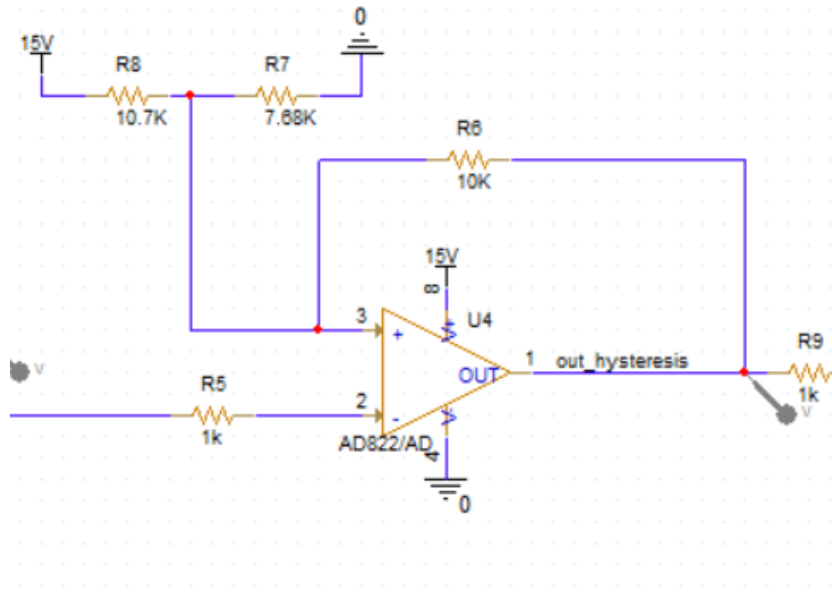 0
15V
R8
R7
10.7K
7.68K
R6
10K
15V
8
V+
U4
3
+
1
out_hysteresis
R9
OUT
V
R5
2
-
1k
V
1k
V-
AD822/AD
4
0